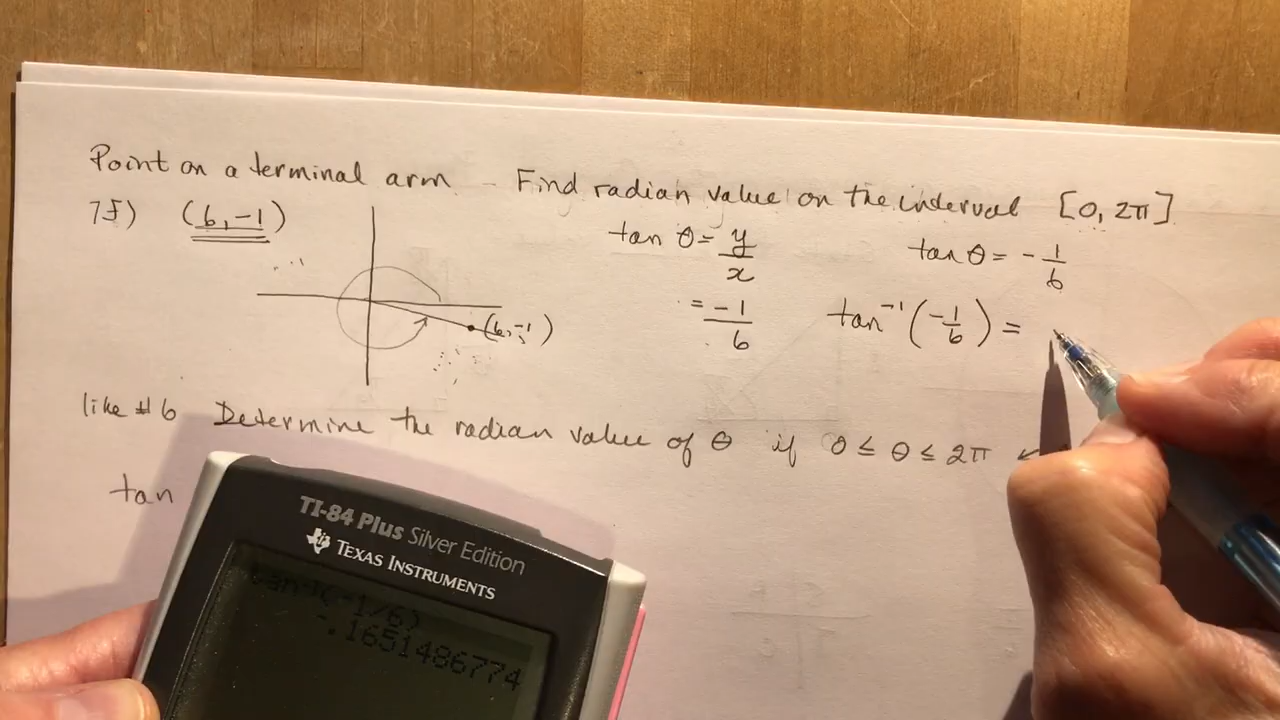 Point on a terminal arm - Find radian value on the interval [0, 2π]
7f) (6, -1)
tan θ = y/x
= -1/6
tan θ = - 1/6
tan⁻¹(-1/6) =
(6, -1)
like #6 Determine the radian value of θ if 0 ≤ θ ≤ 2π
tan
TI-84 Plus Silver Edition
TEXAS INSTRUMENTS
tan⁻¹(-1/6)
-.1651486774